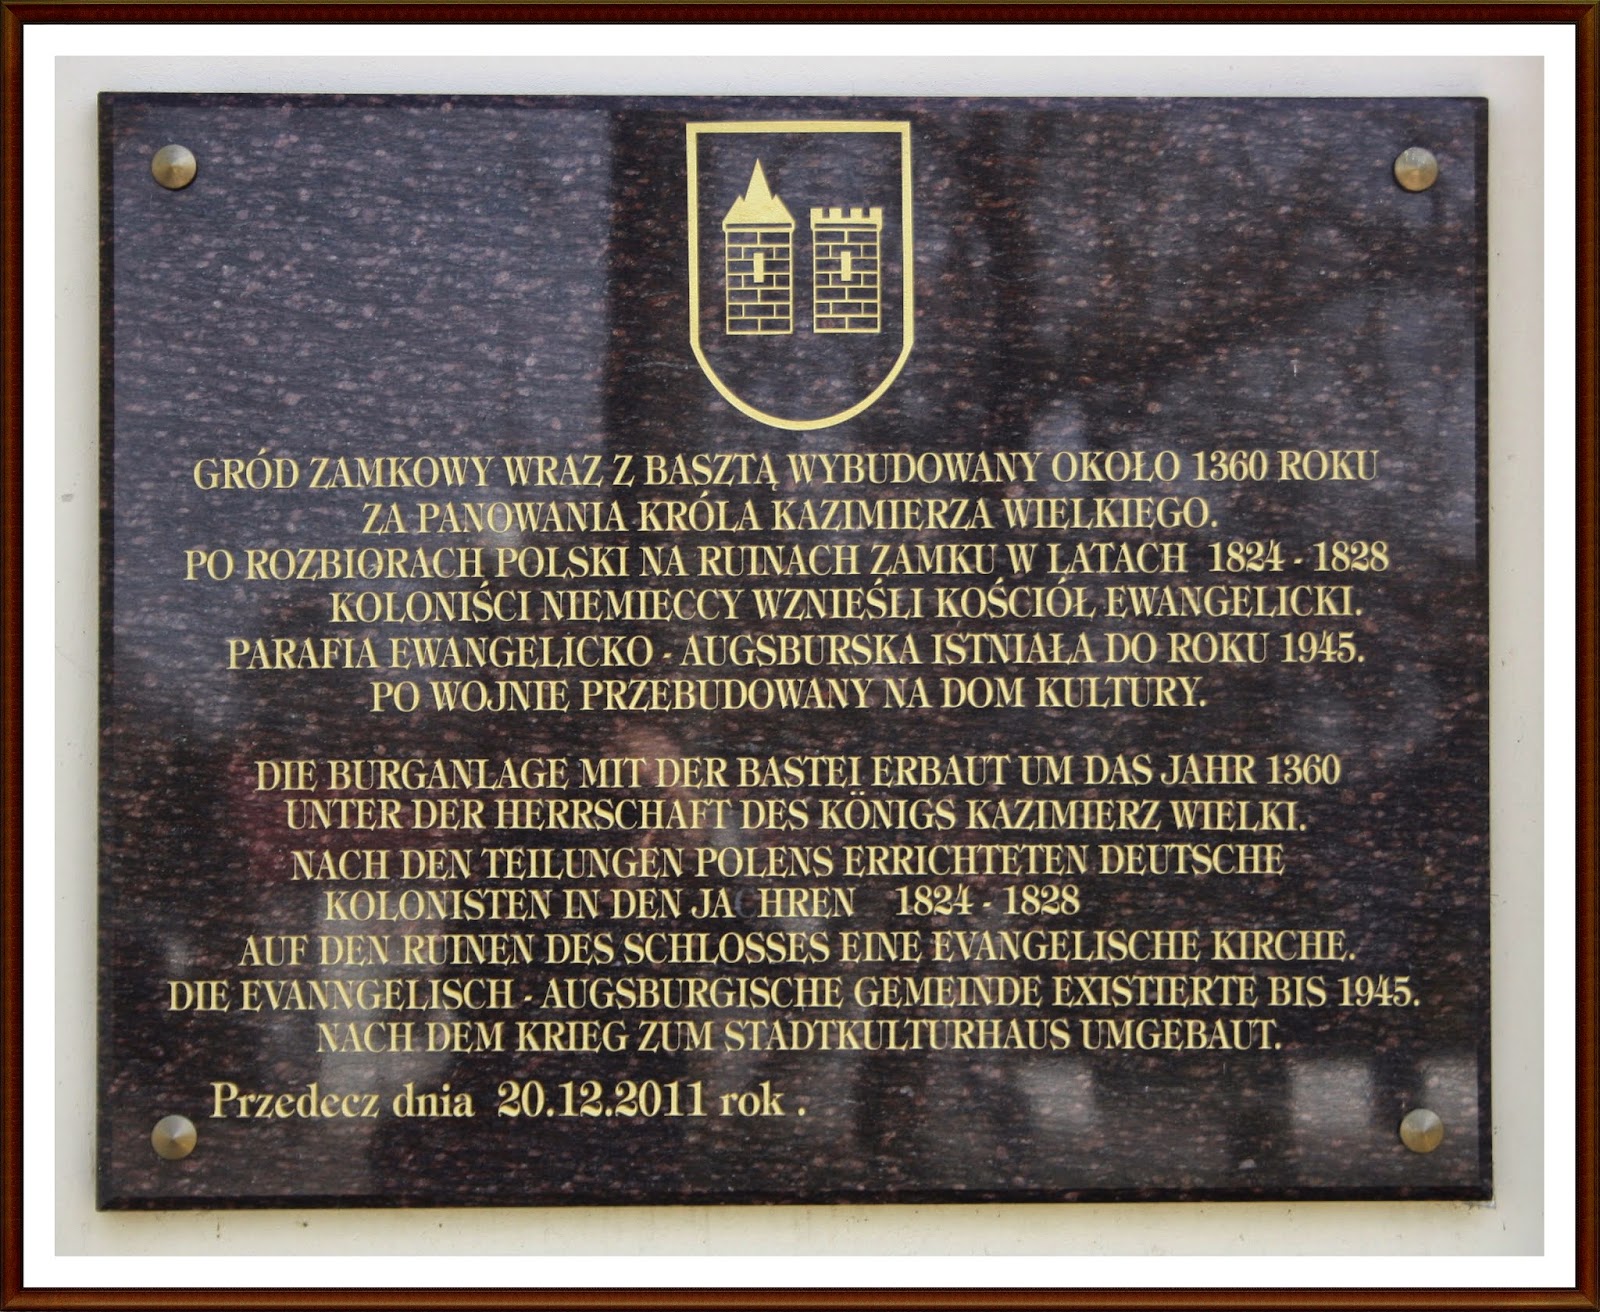 GRÓD ZAMKOWY WRAZ Z BASZTĄ WYBUDOWANY OKOŁO 1360 ROKU
ZA PANOWANIA KRÓLA KAZIMIERZA WIELKIEGO.
PO ROZBIORACH POLSKI NA RUINACH ZAMKU W LATACH 1824 - 1828
KOLONIŚCI NIEMIECCY WZNIEŚLI KOŚCIÓŁ EWANGELICKI.
PARAFIA EWANGELICKO - AUGSBURSKA ISTNIAŁA DO ROKU 1945.
PO WOJNIE PRZEBUDOWANY NA DOM KULTURY.
DIE BURGANLAGE MIT DER BASTEI ERBAUT UM DAS JAHR 1360
UNTER DER HERRSCHAFT DES KÖNIGS KAZIMIERZ WIELKI.
NACH DEN TEILUNGEN POLENS ERRICHTETEN DEUTSCHE
KOLONISTEN IN DEN JA HREN 1824 - 1828
AUF DEN RUINEN DES SCHLOSSES EINE EVANGELISCHE KIRCHE.
DIE EVANNGELISCH - AUGSBURGISCHE GEMEINDE EXISTIERTE BIS 1945.
NACH DEM KRIEG ZUM STADTKULTURHAUS UMGEBAUT.
Przedecz dnia 20.12.2011 rok .